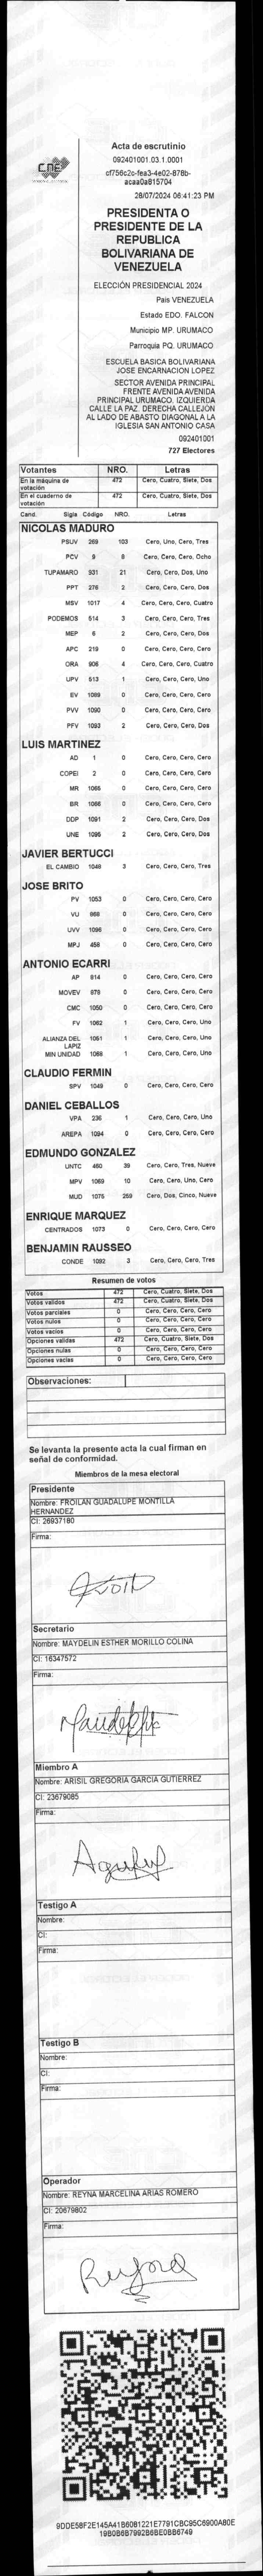 CNE
Acta de escrutinio
092401001.03.1.0001
cf756c2c-fea3-4e02-878b-
acaa0a815704
28/07/2024 06:41:23 PM
PRESIDENTA O
PRESIDENTE DE LA
REPUBLICA
BOLIVARIANA DE
VENEZUELA
ELECCIÓN PRESIDENCIAL 2024
Pais VENEZUELA
Estado EDO. FALCON
Municipio MP. URUMACO
Parroquia PQ. URUMACO
ESCUELA BASICA BOLIVARIANA
JOSE ENCARNACION LOPEZ
SECTOR AVENIDA PRINCIPAL
FRENTE AVENIDA AVENIDA
PRINCIPAL URUMACO. IZQUIERDA
CALLE LA PAZ. DERECHA CALLEJÓN
AL LADO DE ABASTO DIAGONAL A LA
IGLESIA SAN ANTONIO CASA
092401001
727 Electores
Votantes NRO. Letras
En la máquina de votación 472 Cero, Cuatro, Siete, Dos
En el cuaderno de votación 472 Cero, Cuatro, Siete, Dos
Cand. Sigla Código NRO. Letras
NICOLAS MADURO
PSUV 269 103 Cero, Uno, Cero, Tres
PCV 9 8 Cero, Cero, Cero, Ocho
TUPAMARO 931 21 Cero, Cero, Dos, Uno
PPT 276 2 Cero, Cero, Cero, Dos
MSV 1017 4 Cero, Cero, Cero, Cuatro
PODEMOS 514 3 Cero, Cero, Cero, Tres
MEP 6 2 Cero, Cero, Cero, Dos
APC 219 0 Cero, Cero, Cero, Cero
ORA 906 4 Cero, Cero, Cero, Cuatro
UPV 513 1 Cero, Cero, Cero, Uno
EV 1089 0 Cero, Cero, Cero, Cero
PVV 1090 0 Cero, Cero, Cero, Cero
PFV 1093 2 Cero, Cero, Cero, Dos
LUIS MARTINEZ
AD 1 0 Cero, Cero, Cero, Cero
COPEI 2 0 Cero, Cero, Cero, Cero
MR 1065 0 Cero, Cero, Cero, Cero
BR 1066 0 Cero, Cero, Cero, Cero
DDP 1091 2 Cero, Cero, Cero, Dos
UNE 1095 2 Cero, Cero, Cero, Dos
JAVIER BERTUCCI
EL CAMBIO 1048 3 Cero, Cero, Cero, Tres
JOSE BRITO
PV 1053 0 Cero, Cero, Cero, Cero
VU 968 0 Cero, Cero, Cero, Cero
UVV 1096 0 Cero, Cero, Cero, Cero
MPJ 458 0 Cero, Cero, Cero, Cero
ANTONIO ECARRI
AP 914 0 Cero, Cero, Cero, Cero
MOVEV 979 0 Cero, Cero, Cero, Cero
CMC 1050 0 Cero, Cero, Cero, Cero
FV 1062 1 Cero, Cero, Cero, Uno
ALIANZA DEL LAPIZ 1051 1 Cero, Cero, Cero, Uno
MIN UNIDAD 1068 1 Cero, Cero, Cero, Uno
CLAUDIO FERMIN
SPV 1049 0 Cero, Cero, Cero, Cero
DANIEL CEBALLOS
VPA 236 1 Cero, Cero, Cero, Uno
AREPA 1094 0 Cero, Cero, Cero, Cero
EDMUNDO GONZALEZ
UNTC 460 39 Cero, Cero, Tres, Nueve
MPV 1069 10 Cero, Cero, Uno, Cero
MUD 1075 259 Cero, Dos, Cinco, Nueve
ENRIQUE MARQUEZ
CENTRADOS 1073 0 Cero, Cero, Cero, Cero
BENJAMIN RAUSSEO
CONDE 1092 3 Cero, Cero, Cero, Tres
Resumen de votos
Votos 472 Cero, Cuatro, Siete, Dos
Votos validos 472 Cero, Cuatro, Siete, Dos
Votos parciales 0 Cero, Cero, Cero, Cero
Votos nulos 0 Cero, Cero, Cero, Cero
Votos vacios 0 Cero, Cero, Cero, Cero
Opciones validas 472 Cero, Cuatro, Siete, Dos
Opciones nulas 0 Cero, Cero, Cero, Cero
Opciones vacias 0 Cero, Cero, Cero, Cero
Observaciones:
Se levanta la presente acta la cual firman en
señal de conformidad.
Miembros de la mesa electoral
Presidente
Nombre: FROILAN GUADALUPE MONTILLA
HERNANDEZ
CI: 26937180
Firma:
Secretario
Nombre: MAYDELIN ESTHER MORILLO COLINA
CI: 16347572
Firma:
Miembro A
Nombre: ARISIL GREGORIA GARCIA GUTIERREZ
CI: 23679085
Firma:
Testigo A
Nombre:
CI:
Firma:
Testigo B
Nombre:
CI:
Firma:
Operador
Nombre: REYNA MARCELINA ARIAS ROMERO
CI: 20679802
Firma:
9DDE58F2E145A41B6081221E7791CBC95C6900A80E
19B0B6B7992B6BE0BB6749